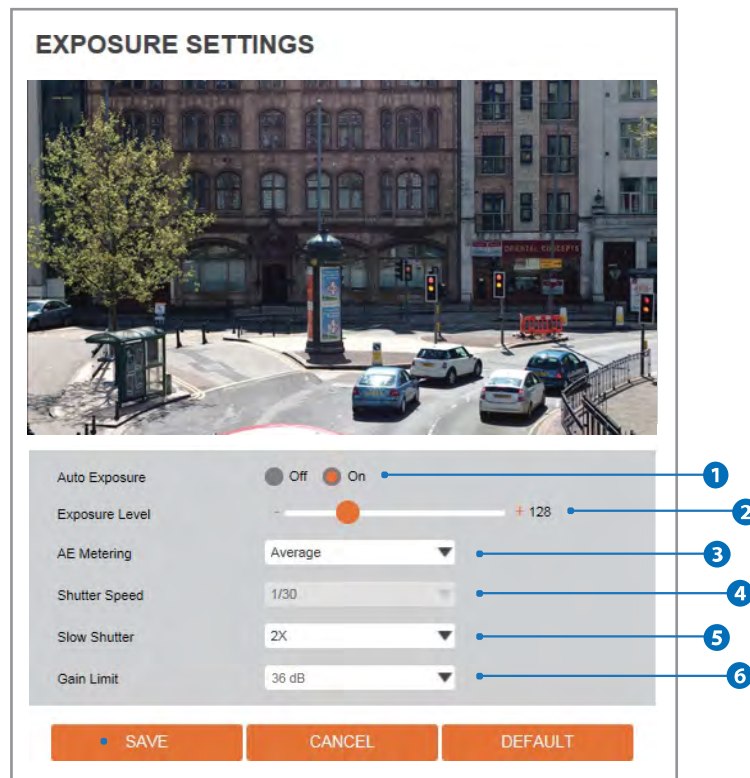 EXPOSURE SETTINGS
ORIENTAL CONCEPTS
Auto Exposure Off On 1
Exposure Level - + 128 2
AE Metering Average 3
Shutter Speed 1/30 4
Slow Shutter 2X 5
Gain Limit 36 dB 6
SAVE CANCEL DEFAULT